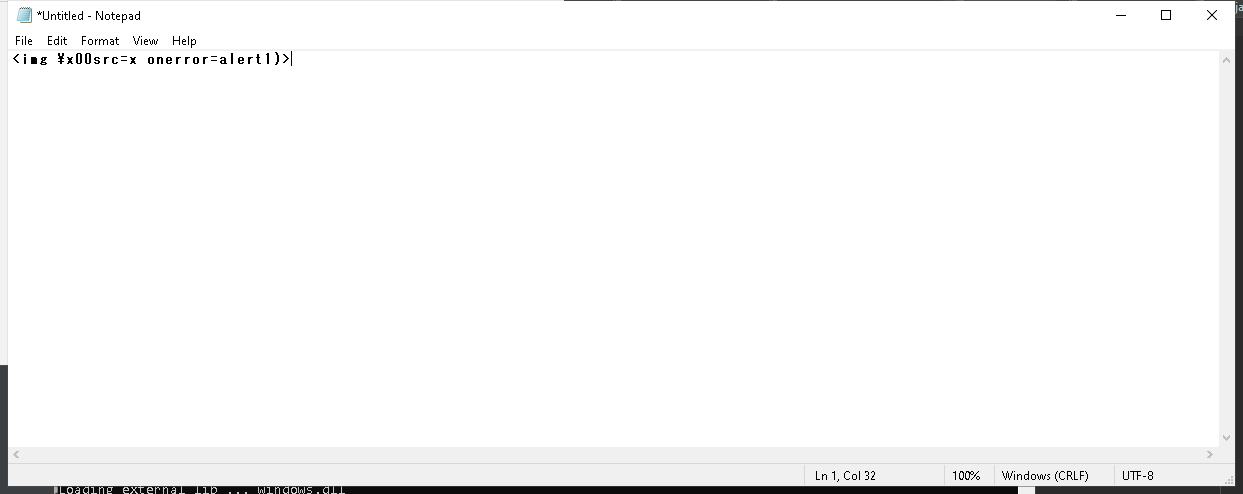 *Untitled - Notepad
File Edit Format View Help
<img ¥x00src=x onerror=alert1)>
Ln 1, Col 32 100% Windows (CRLF) UTF-8
Loading external lib ... windows.dll